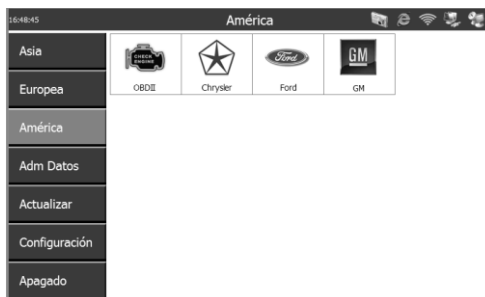 16:48:45
América
Asia
Europea
América
Adm Datos
Actualizar
Configuración
Apagado
CHECK
ENGINE
Ford
GM
OBDII
Chrysler
Ford
GM